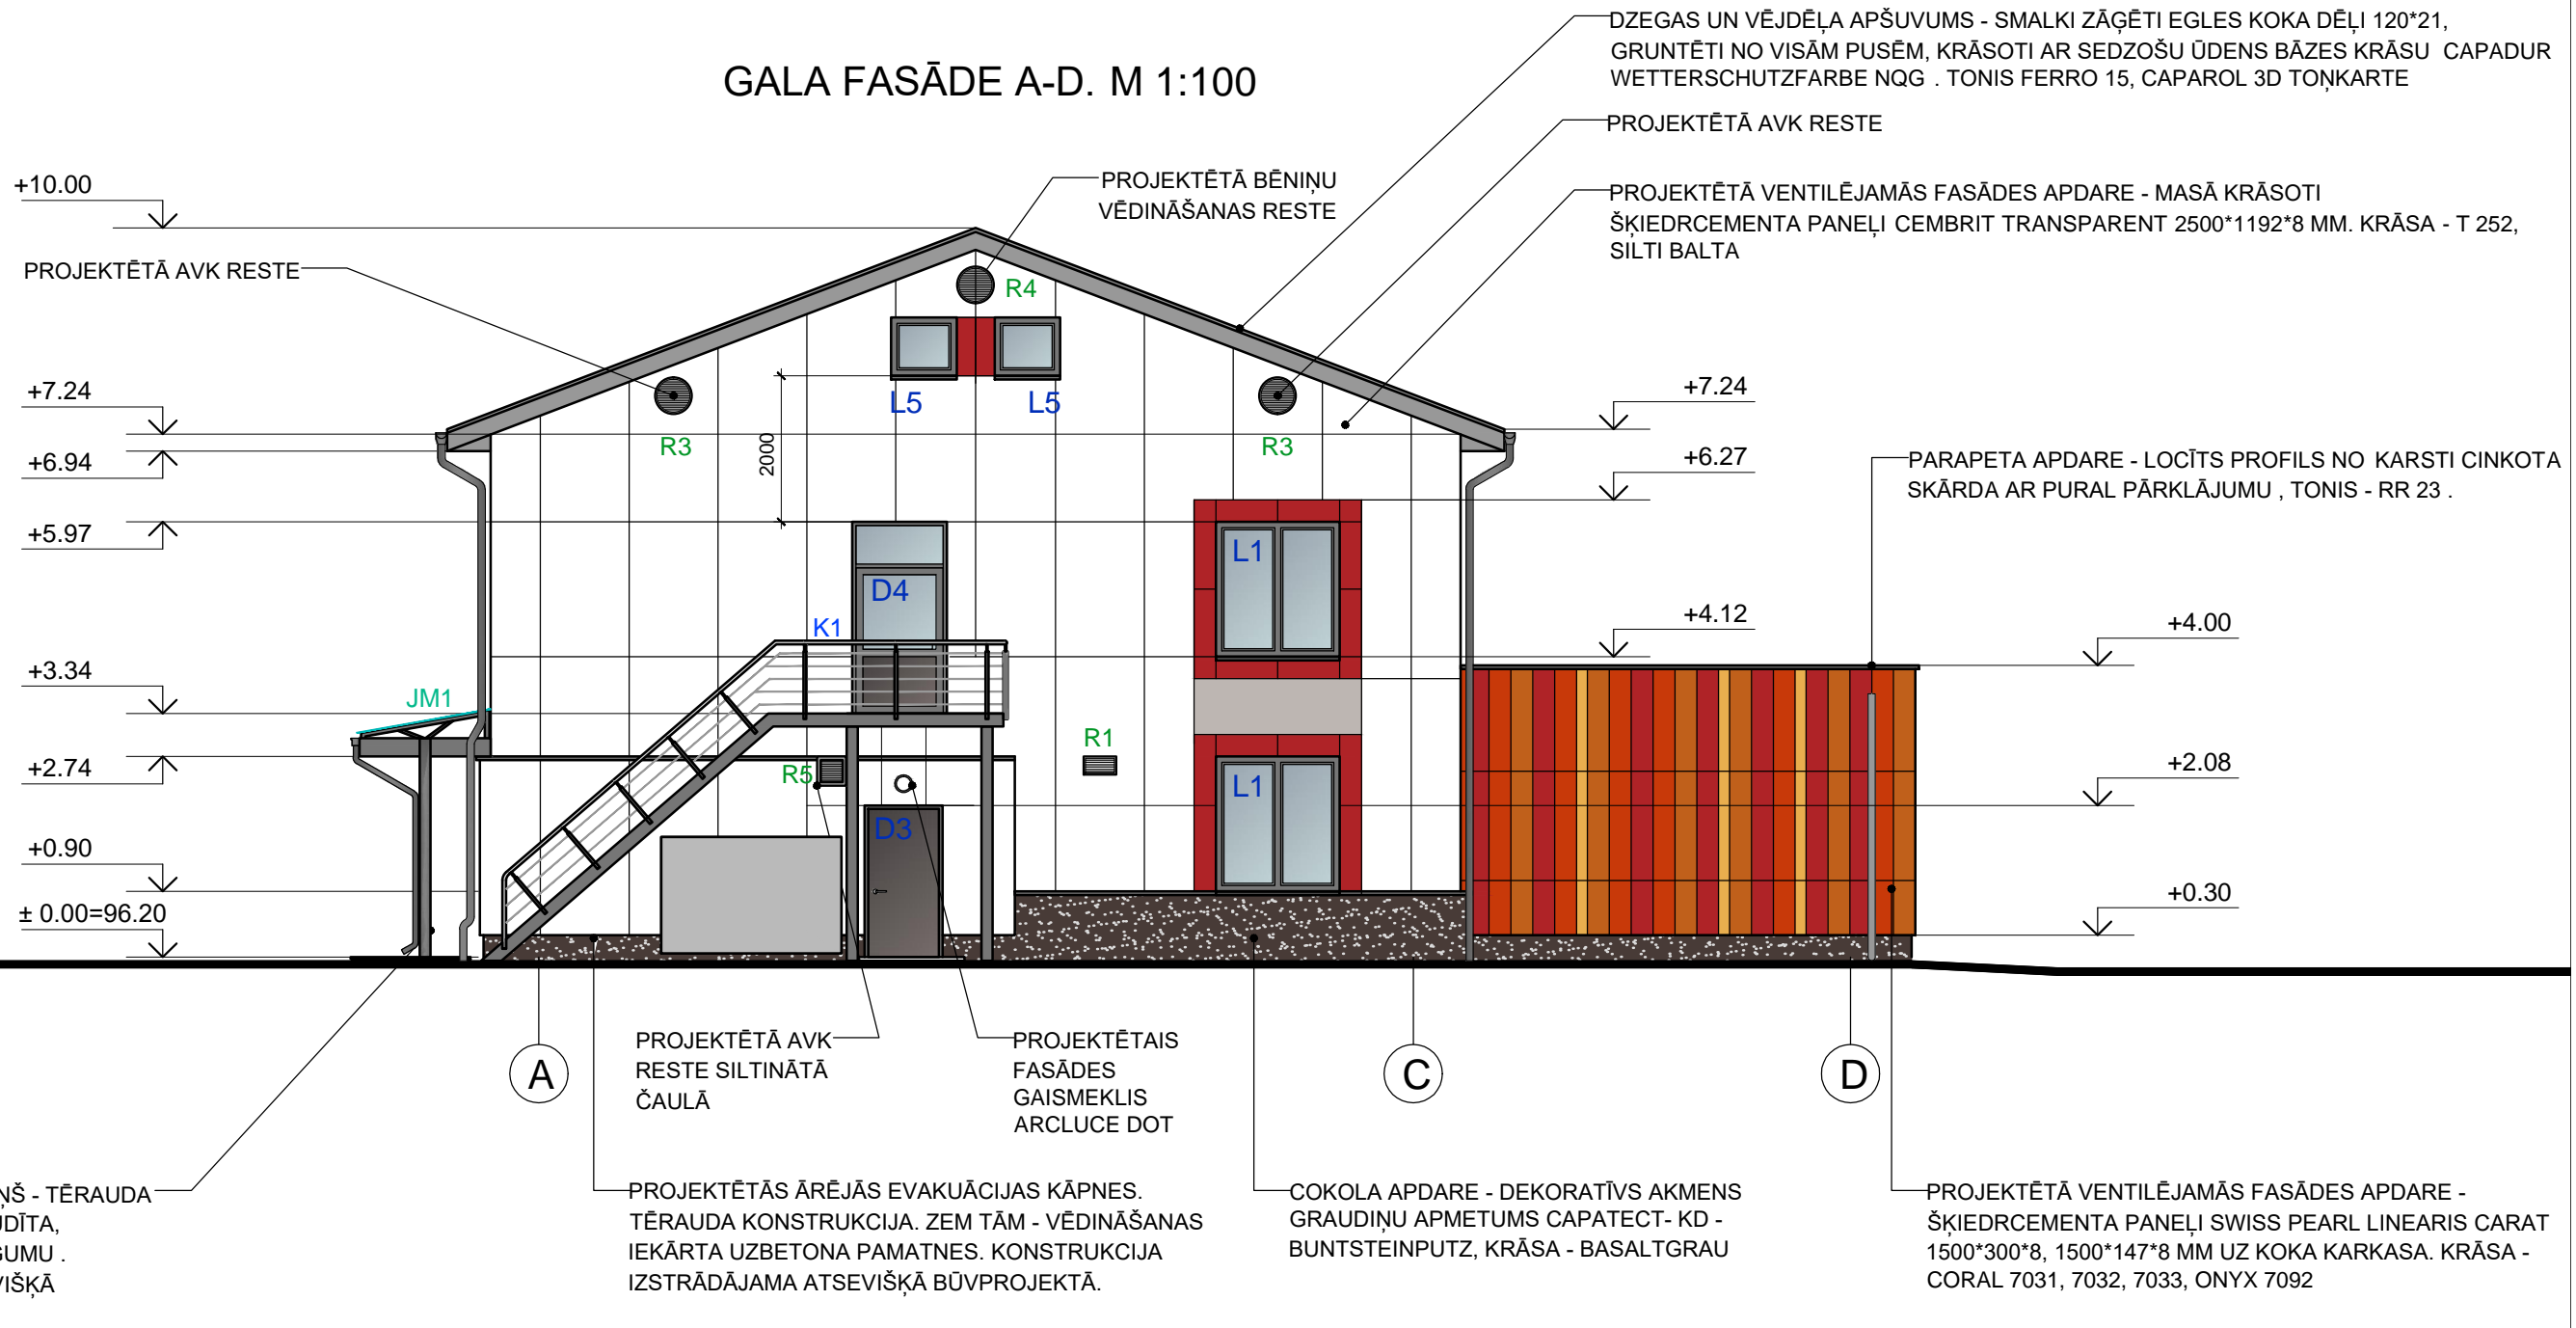 GALA FASĀDE A-D. M 1:100
DZEGAS UN VĒJDĒĻA APŠUVUMS - SMALKI ZĀĢĒTI EGLES KOKA DĒĻI 120*21,
GRUNTĒTI NO VISĀM PUSĒM, KRĀSOTI AR SEDZOŠU ŪDENS BĀZES KRĀSU CAPADUR
WETTERSCHUTZFARBE NQG . TONIS FERRO 15, CAPAROL 3D TOŅKARTE
PROJEKTĒTĀ AVK RESTE
PROJEKTĒTĀ BĒNIŅU
VĒDINĀŠANAS RESTE
PROJEKTĒTĀ VENTILĒJAMĀS FASĀDES APDARE - MASĀ KRĀSOTI
ŠĶIEDRCEMENTA PANEĻI CEMBRIT TRANSPARENT 2500*1192*8 MM. KRĀSA - T 252,
SILTI BALTA
PROJEKTĒTĀ AVK RESTE
PARAPETA APDARE - LOCĪTS PROFILS NO KARSTI CINKOTA
SKĀRDA AR PURAL PĀRKLĀJUMU , TONIS - RR 23 .
+10.00
+7.24
+6.94
+5.97
+3.34
+2.74
+0.90
± 0.00=96.20
R4
L5
L5
R3
R3
2000
L1
D4
K1
JM1
R1
R5
L1
D3
+7.24
+6.27
+4.12
+4.00
+2.08
+0.30
A
C
D
PROJEKTĒTĀ AVK
RESTE SILTINĀTĀ
ČAULĀ
PROJEKTĒTAIS
FASĀDES
GAISMEKLIS
ARCLUCE DOT
ŅŠ - TĒRAUDA
JDĪTA,
GUMU .
VIŠĶĀ
PROJEKTĒTĀS ĀRĒJĀS EVAKUĀCIJAS KĀPNES.
TĒRAUDA KONSTRUKCIJA. ZEM TĀM - VĒDINĀŠANAS
IEKĀRTA UZBETONA PAMATNES. KONSTRUKCIJA
IZSTRĀDĀJAMA ATSEVIŠĶĀ BŪVPROJEKTĀ.
COKOLA APDARE - DEKORATĪVS AKMENS
GRAUDIŅU APMETUMS CAPATECT- KD -
BUNTSTEINPUTZ, KRĀSA - BASALTGRAU
PROJEKTĒTĀ VENTILĒJAMĀS FASĀDES APDARE -
ŠĶIEDRCEMENTA PANEĻI SWISS PEARL LINEARIS CARAT
1500*300*8, 1500*147*8 MM UZ KOKA KARKASA. KRĀSA -
CORAL 7031, 7032, 7033, ONYX 7092